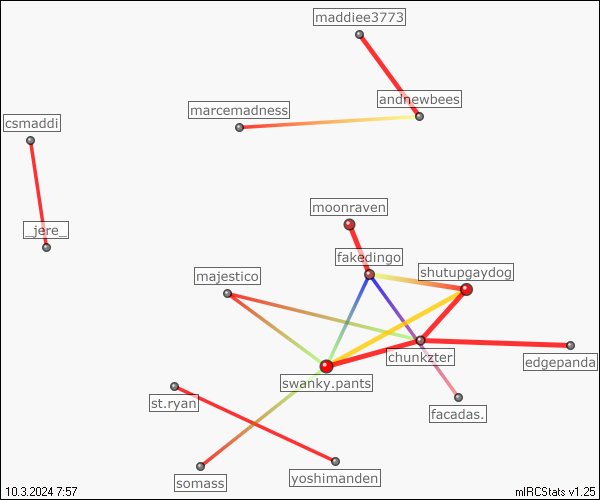 maddiee3773
andnewbees
marcemadness
csmaddi
_jere_
moonraven
fakedingo
shutupgaydog
majestico
chunkzter
edgepanda
swanky.pants
st.ryan
facadas.
somass
yoshimanden
10.3.2024 7:57
mIRCStats v1.25